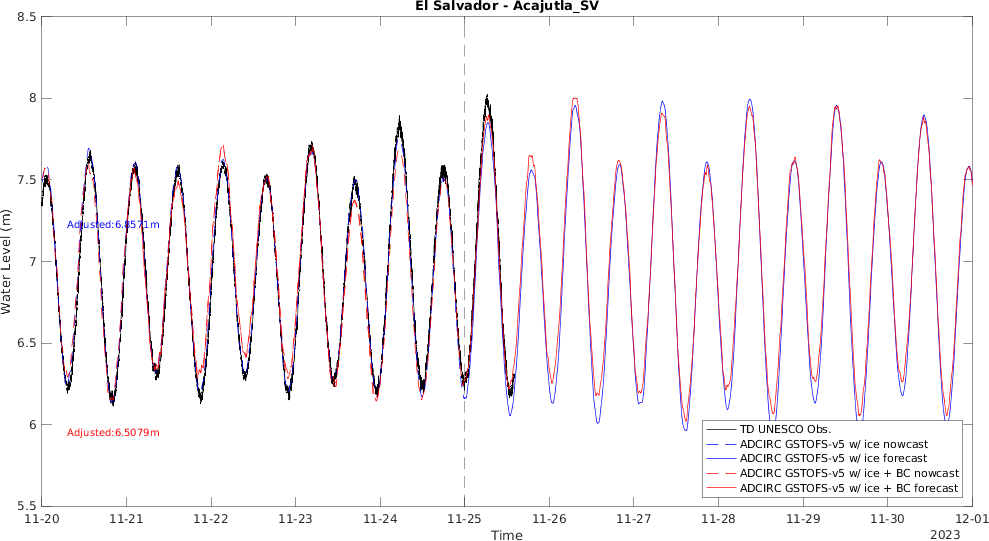 El Salvador - Acajutla_SV
8.5
8
7.5
7
6.5
6
5.5
Water Level (m)
Adjusted:6.8571m
Adjusted:6.5079m
TD UNESCO Obs.
ADCIRC GSTOFS-v5 w/ ice nowcast
ADCIRC GSTOFS-v5 w/ ice forecast
ADCIRC GSTOFS-v5 w/ ice + BC nowcast
ADCIRC GSTOFS-v5 w/ ice + BC forecast
11-20 11-21 11-22 11-23 11-24 11-25 11-26 11-27 11-28 11-29 11-30 12-01
Time
2023